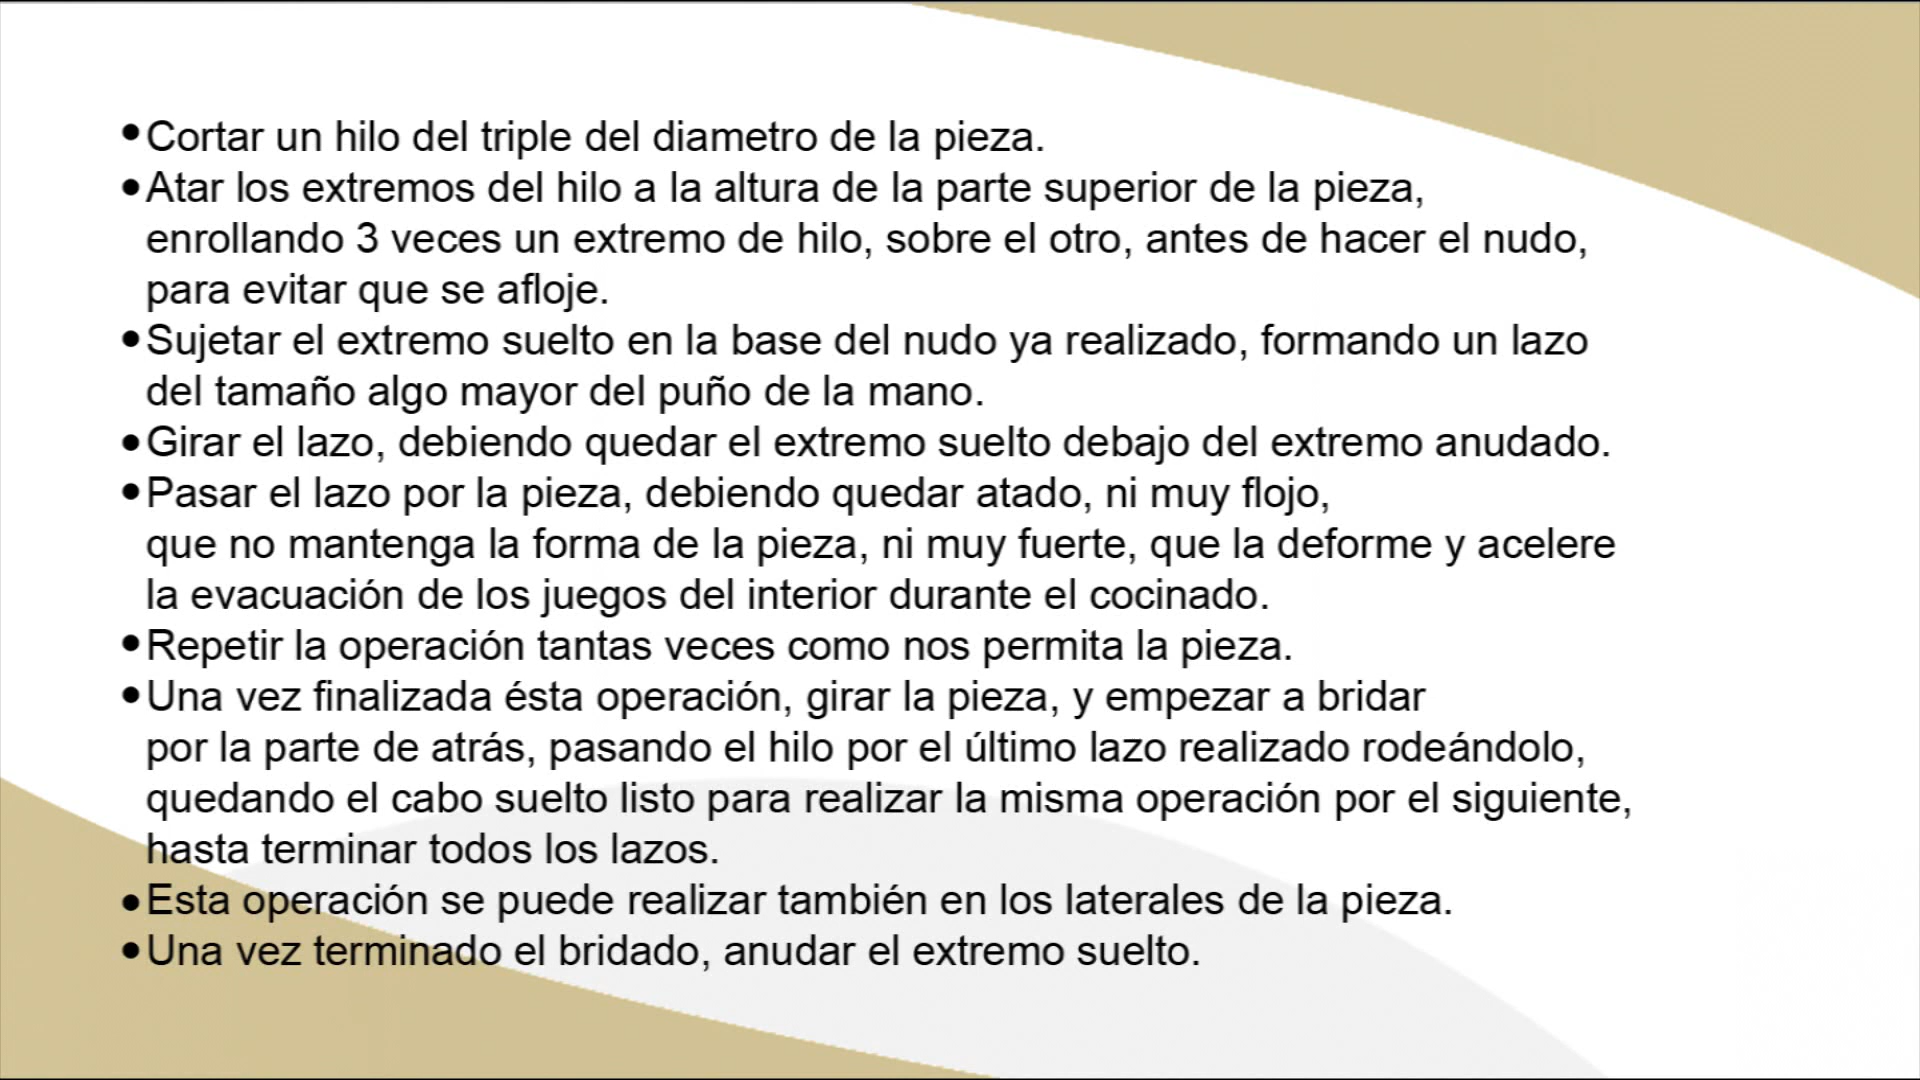 •Cortar un hilo del triple del diametro de la pieza.
•Atar los extremos del hilo a la altura de la parte superior de la pieza,
enrollando 3 veces un extremo de hilo, sobre el otro, antes de hacer el nudo,
para evitar que se afloje.
•Sujetar el extremo suelto en la base del nudo ya realizado, formando un lazo
del tamaño algo mayor del puño de la mano.
•Girar el lazo, debiendo quedar el extremo suelto debajo del extremo anudado.
•Pasar el lazo por la pieza, debiendo quedar atado, ni muy flojo,
que no mantenga la forma de la pieza, ni muy fuerte, que la deforme y acelere
la evacuación de los juegos del interior durante el cocinado.
•Repetir la operación tantas veces como nos permita la pieza.
•Una vez finalizada ésta operación, girar la pieza, y empezar a bridar
por la parte de atrás, pasando el hilo por el último lazo realizado rodeándolo,
quedando el cabo suelto listo para realizar la misma operación por el siguiente,
hasta terminar todos los lazos.
•Esta operación se puede realizar también en los laterales de la pieza.
•Una vez terminado el bridado, anudar el extremo suelto.